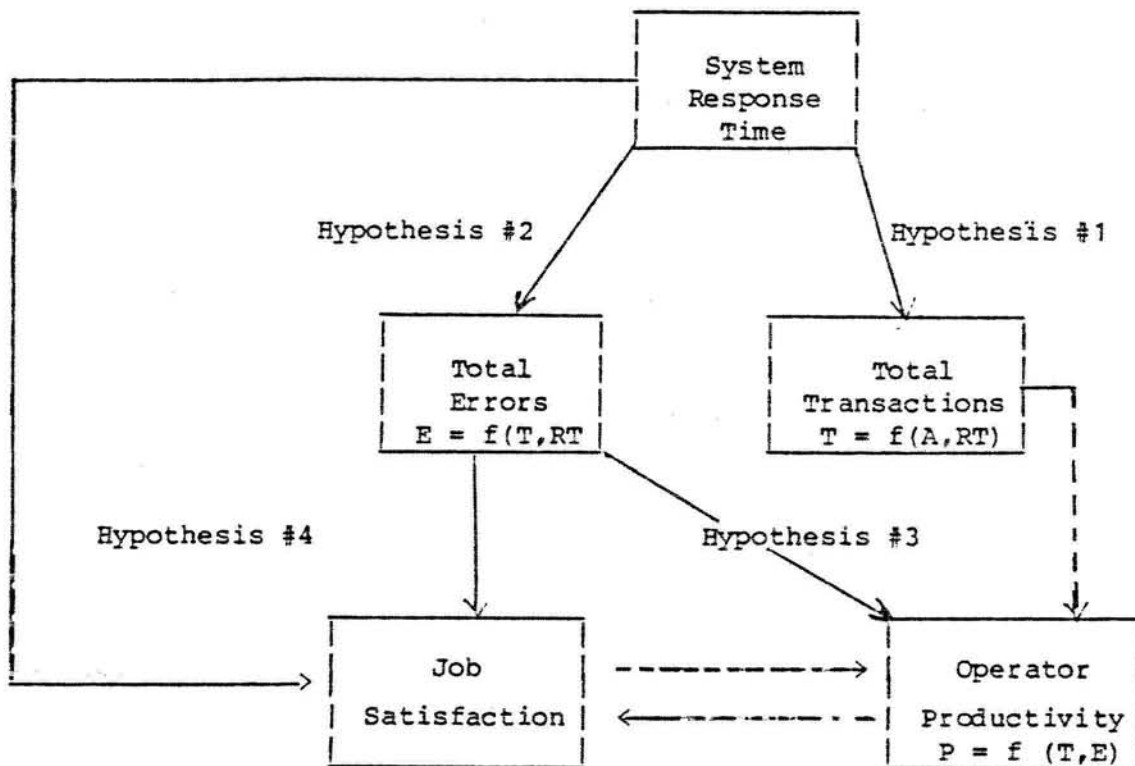 System
Response
Time
Hypothesis #2
Hypothesis #1
Total
Errors
E = f(T,RT
Total
Transactions
T = f(A,RT)
Hypothesis #4
Hypothesis #3
Job
Satisfaction
Operator
Productivity
P = f (T,E)